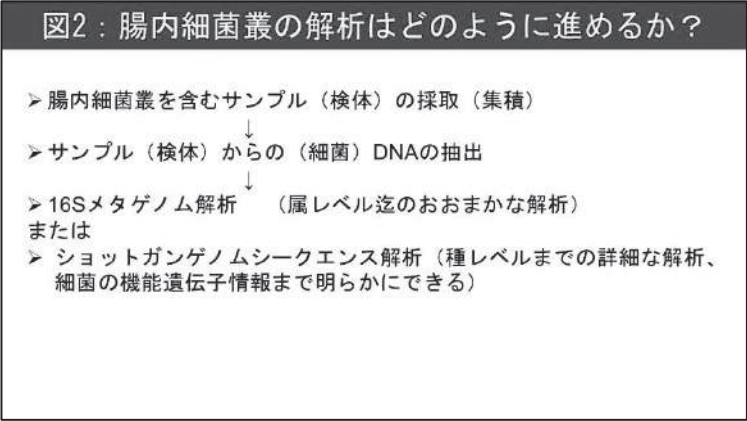 図2：腸内細菌叢の解析はどのように進めるか？
➢腸内細菌叢を含むサンプル（検体）の採取（集積）
↓
➢サンプル（検体）からの（細菌）DNAの抽出
↓
➢16Sメタゲノム解析　（属レベル迄のおおまかな解析）
または
➢ ショットガンゲノムシークエンス解析（種レベルまでの詳細な解析、
細菌の機能遺伝子情報まで明らかにできる）